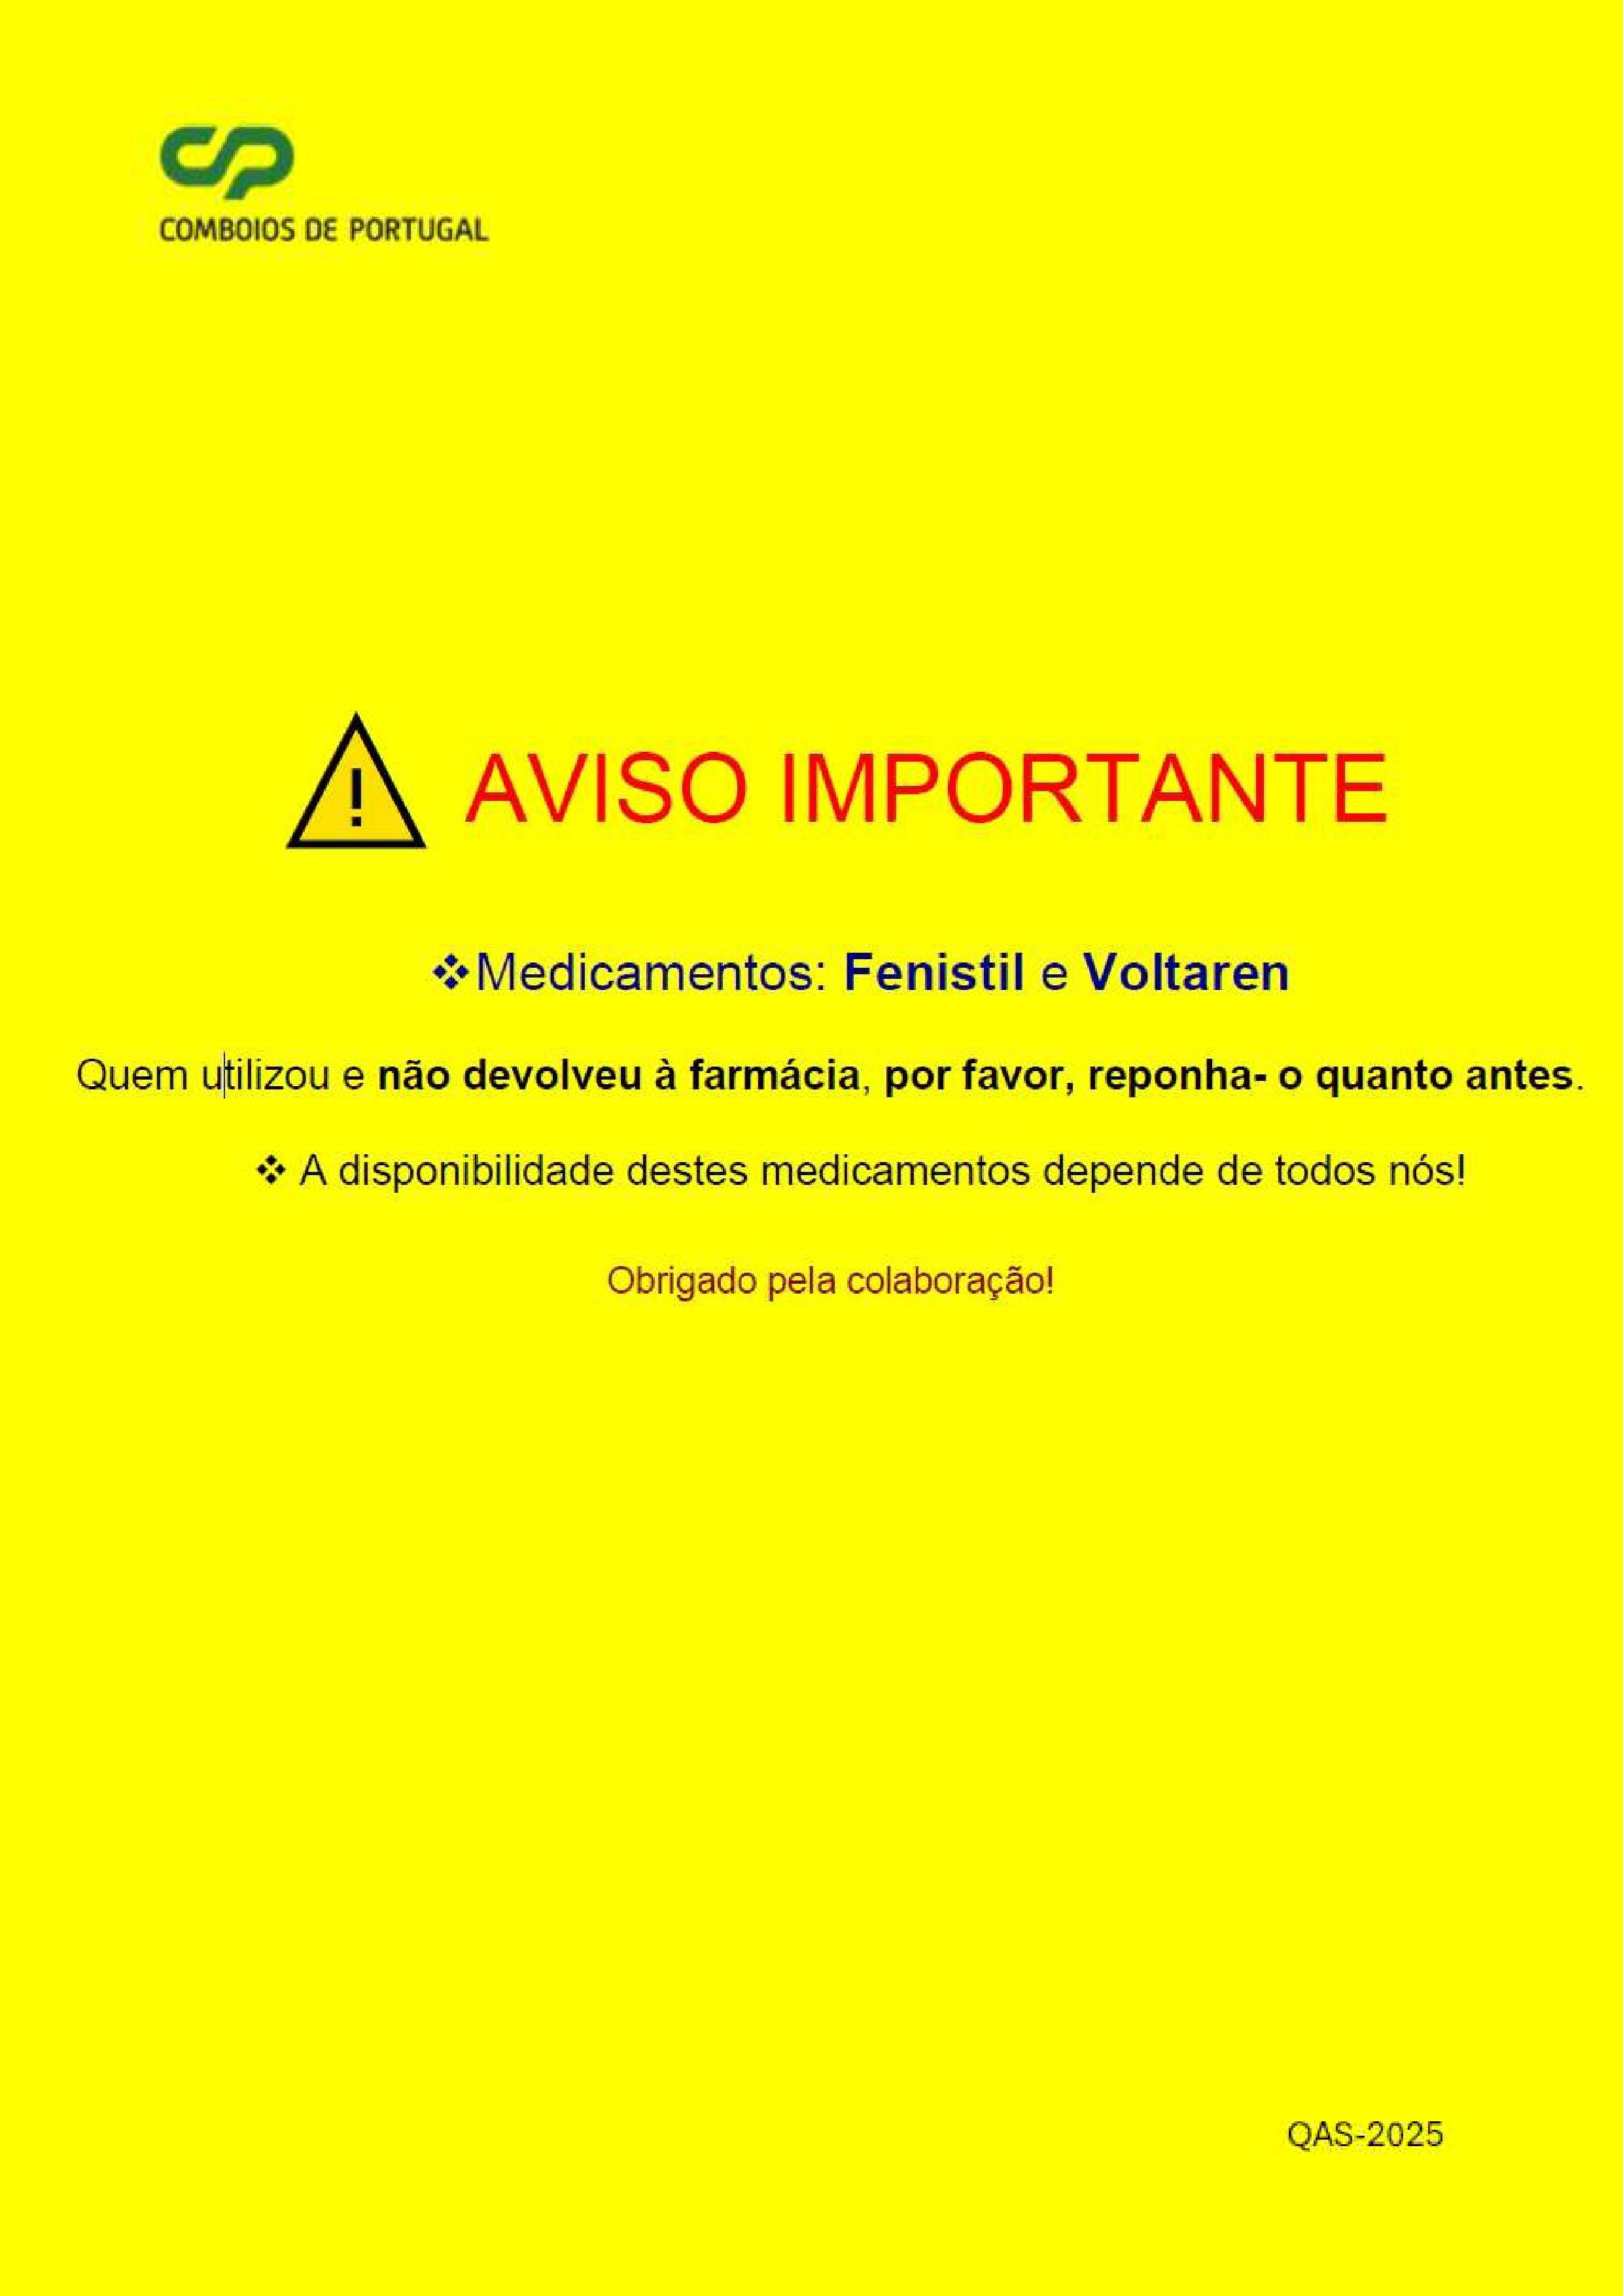 CP
COMBOIOS DE PORTUGAL
! AVISO IMPORTANTE
❖Medicamentos: Fenistil e Voltaren
Quem utilizou e não devolveu à farmácia, por favor, reponha- o quanto antes.
❖ A disponibilidade destes medicamentos depende de todos nós!
Obrigado pela colaboração!
QAS-2025